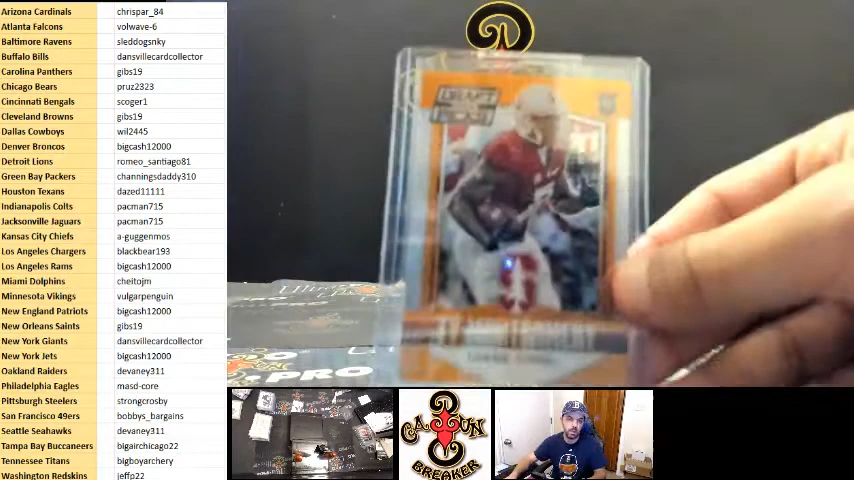 Arizona Cardinals chrispar_84
Atlanta Falcons volwave-6
Baltimore Ravens sleddogsnky
Buffalo Bills dansvillecardcollector
Carolina Panthers gibs19
Chicago Bears pruz2323
Cincinnati Bengals scoger1
Cleveland Browns gibs19
Dallas Cowboys wil2445
Denver Broncos bigcash12000
Detroit Lions romeo_santiago81
Green Bay Packers channingsdaddy310
Houston Texans dazed11111
Indianapolis Colts pacman715
Jacksonville Jaguars pacman715
Kansas City Chiefs a-guggenmos
Los Angeles Chargers blackbear193
Los Angeles Rams bigcash12000
Miami Dolphins cheitojm
Minnesota Vikings vulgarpenguin
New England Patriots bigcash12000
New Orleans Saints gibs19
New York Giants dansvillecardcollector
New York Jets bigcash12000
Oakland Raiders devaney311
Philadelphia Eagles masd-core
Pittsburgh Steelers strongcrosby
San Francisco 49ers bobbys_bargains
Seattle Seahawks devaney311
Tampa Bay Buccaneers bigairchicago22
Tennessee Titans bigboyarchery
Washington Redskins jeffp22
DRAFT
PICKS
PRO
CAJUN
BREAKER